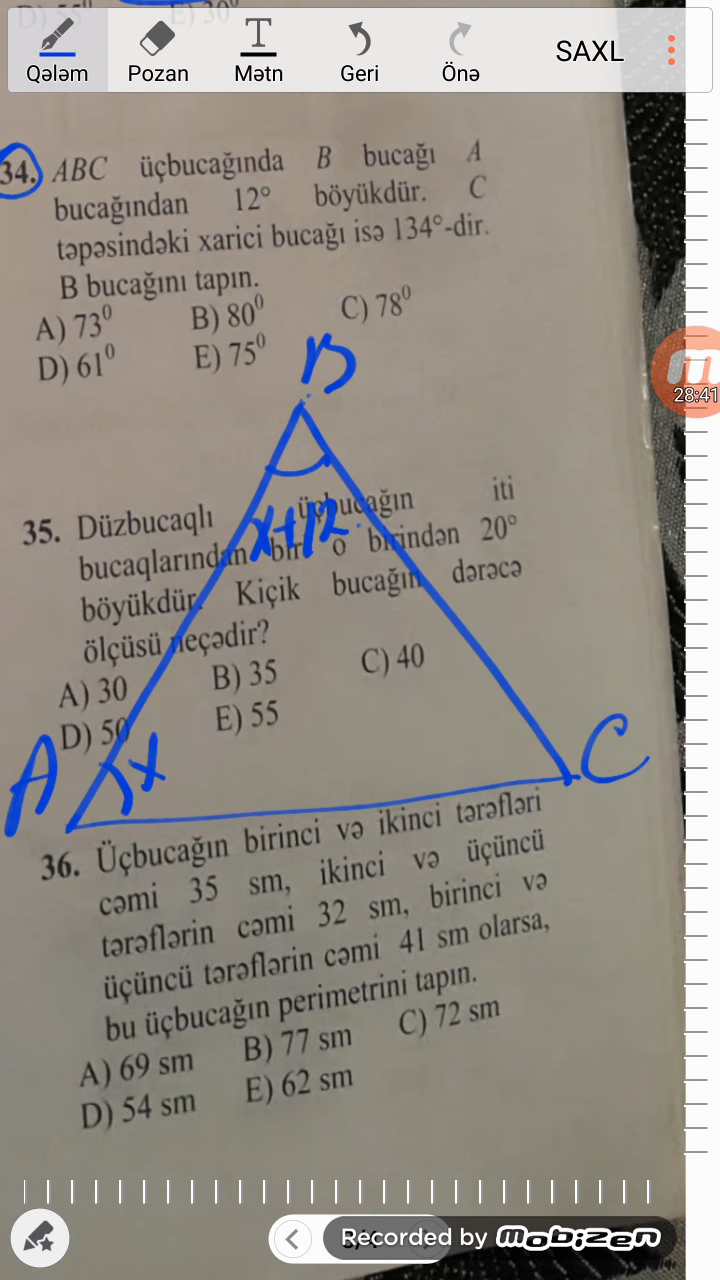 D) 55⁰ E) 30⁰
Qələm Pozan Mətn Geri Önə SAXL
34. ABC üçbucağında B bucağı A
bucağından 12° böyükdür. C
təpəsindəki xarici bucağı isə 134°-dir.
B bucağını tapın.
A) 73⁰ B) 80⁰ C) 78⁰
D) 61⁰ E) 75⁰
28:41
B
35. Düzbucaqlı üçbucağın iti
x+12
bucaqlarından biri o birindən 20°
böyükdür. Kiçik bucağın dərəcə
ölçüsü neçədir?
A) 30 B) 35 C) 40
D) 50 E) 55
A x C
36. Üçbucağın birinci və ikinci tərəfləri
cəmi 35 sm, ikinci və üçüncü
tərəflərin cəmi 32 sm, birinci və
üçüncü tərəflərin cəmi 41 sm olarsa,
bu üçbucağın perimetrini tapın.
A) 69 sm B) 77 sm C) 72 sm
D) 54 sm E) 62 sm
Recorded by mobizen